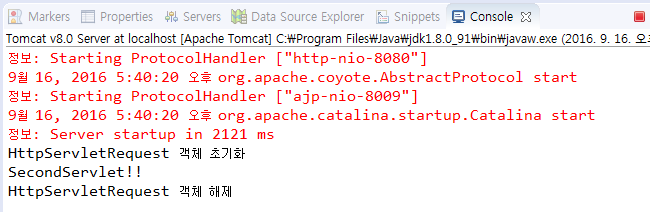 Markers Properties Servers Data Source Explorer Snippets Console
Tomcat v8.0 Server at localhost [Apache Tomcat] C:₩Program Files₩Java₩jdk1.8.0_91₩bin₩javaw.exe (2016. 9. 16.
정보: Starting ProtocolHandler ["http-nio-8080"]
9월 16, 2016 5:40:20 오후 org.apache.coyote.AbstractProtocol start
정보: Starting ProtocolHandler ["ajp-nio-8009"]
9월 16, 2016 5:40:20 오후 org.apache.catalina.startup.Catalina start
정보: Server startup in 2121 ms
HttpServletRequest 객체 초기화
SecondServlet!!
HttpServletRequest 객체 해제